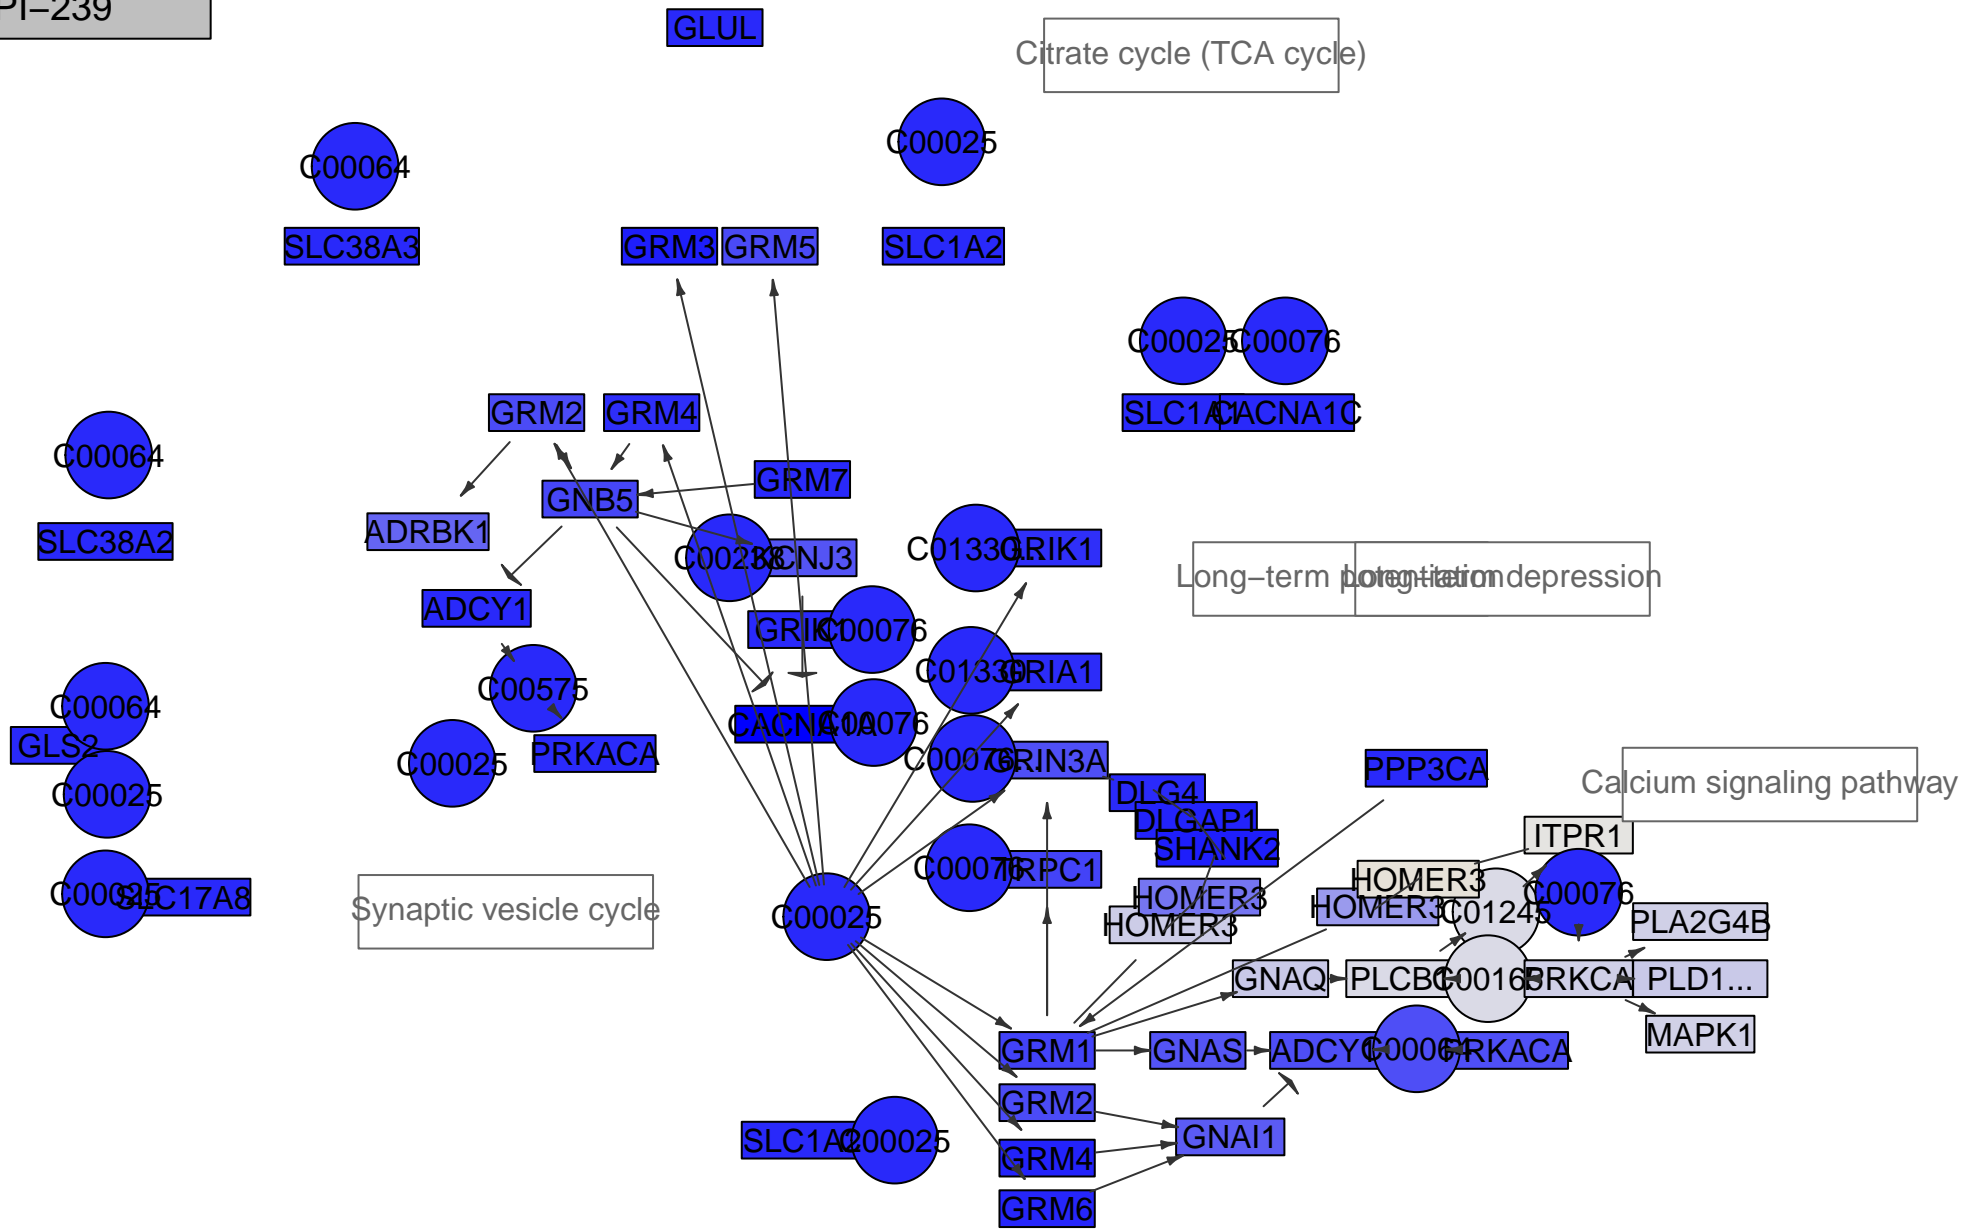 PI−239
GLUL
Citrate cycle (TCA cycle)
C00064
C00025
SLC38A3
GRM3
GRM5
SLC1A2
C00025
C00076
SLC1A1
CACNA1C
GRM2
GRM4
C00064
GRM7
GNB5
ADRBK1
SLC38A2
C00238
KCNJ3
C01330...
GRIK1
Long−term potentiation
Long−term depression
ADCY1
GRIK1
C00076
C01330
GRIA1
C00575
C00064
GLS2
C00025
PRKACA
C00025
CACNA1A
C00076
C00076...
GRIN3A
DLG4
DLGAP1
SHANK2
PPP3CA
Calcium signaling pathway
ITPR1
C00076
TRPC1
HOMER3
HOMER3
HOMER3
HOMER3
C00076
C01245
C00025
SLC17A8
Synaptic vesicle cycle
C00025
PLA2G4B
GNAQ
PLCB1
C00165
PRKCA
PLD1...
MAPK1
GRM1
GNAS
ADCY1
C00064
PRKACA
GRM2
GNAI1
SLC1A2
C00025
GRM4
GRM6